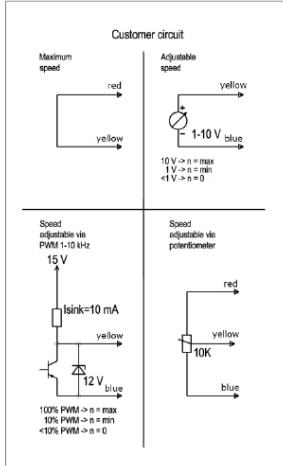 Customer circuit
Maximum
speed
red
yellow
Adjustable
speed
yellow
+
1-10 V
-
blue
10 V -> n = max
1 V -> n = min
<1 V -> n = 0
Speed
adjustable via
PWM 1-10 kHz
15 V
Isink=10 mA
yellow
12 V
blue
100% PWM -> n = max
10% PWM -> n = min
<10% PWM -> n = 0
Speed
adjustable via
potentiometer
red
yellow
10K
blue